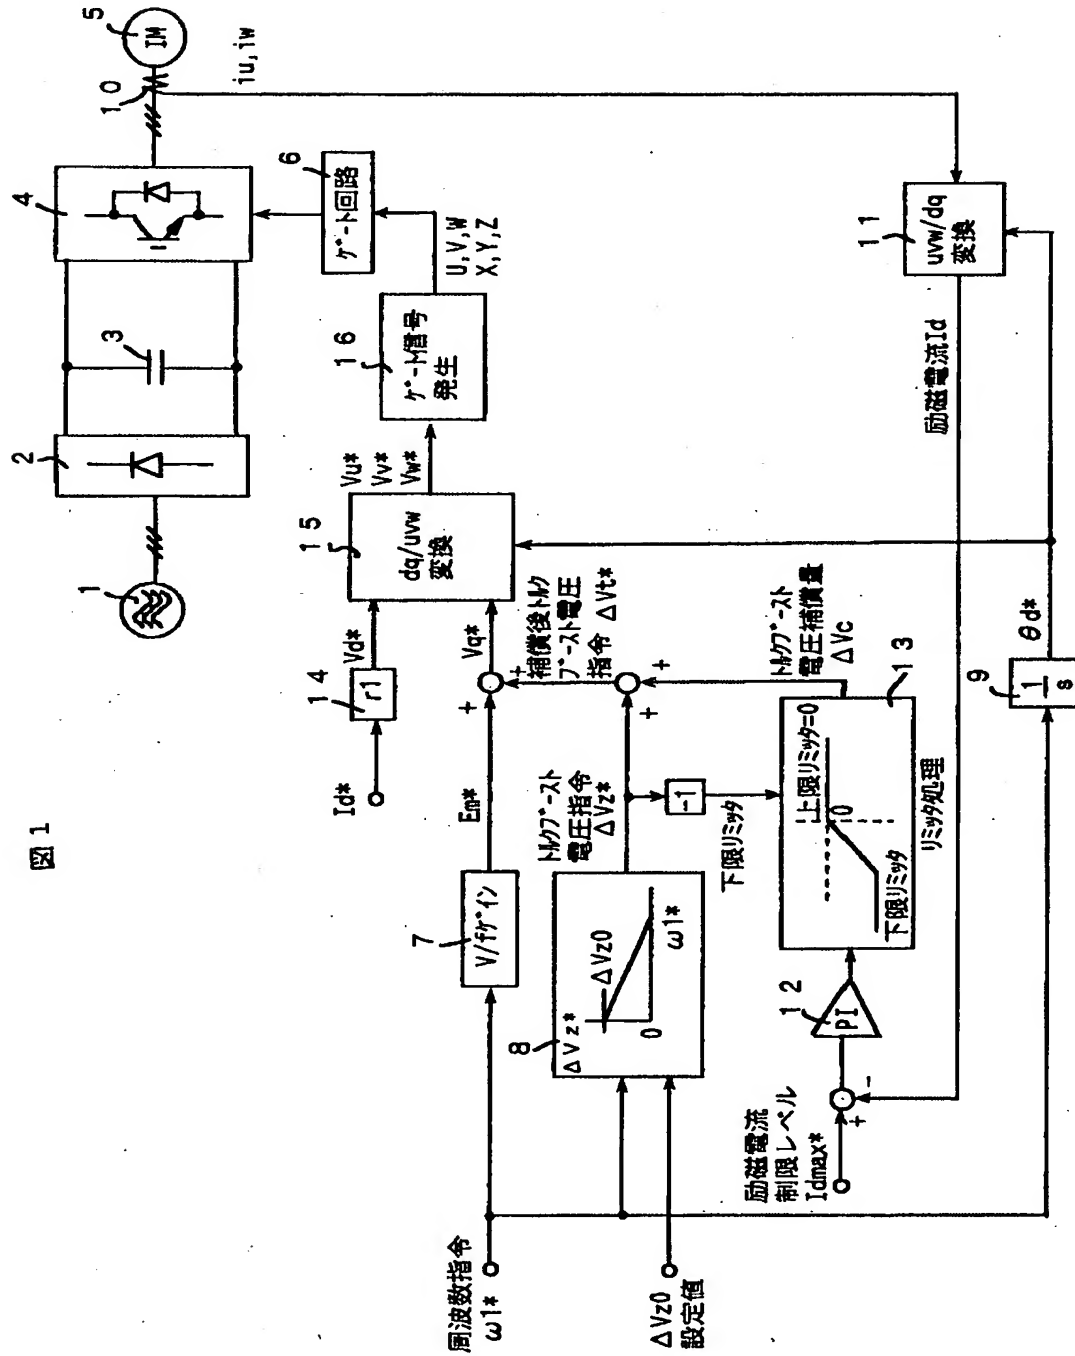 図1
1
2
3
4
5
IM
10
iu,iw
6
ゲート回路
U,V,W
X,Y,Z
16
ゲート信号
発生
Vu*
Vv*
Vw*
15
dq/uvw
変換
14
r1
Vd*
Id*
Vq*
Em*
+
+
補償後トルク
ブースト電圧
指令 ΔVt*
7
V/fゲイン
周波数指令
ω1*
トルクブースト
電圧指令
ΔVz*
+
+
8
ΔVz*
ΔVz0
0
ω1*
ΔVz0
設定値
-1
下限リミッタ
トルクブースト
電圧補償量
ΔVc
13
上限リミッタ=0
0
下限リミッタ
リミッタ処理
12
PI
励磁電流
制限レベル
Idmax*
+
-
励磁電流Id
11
uvw/dq
変換
9
1
s
θd*